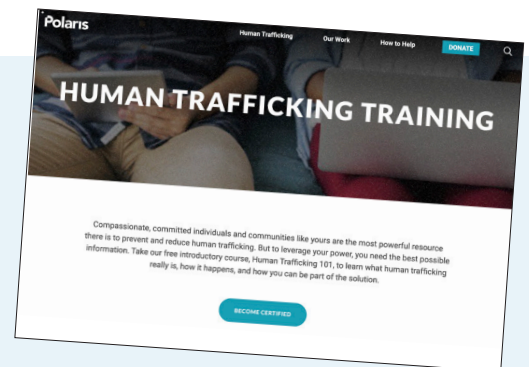 Polaris
Human Trafficking
Our Work
How to Help
DONATE
HUMAN TRAFFICKING TRAINING
Compassionate, committed individuals and communities like yours are the most powerful resource
there is to prevent and reduce human trafficking. But to leverage your power, you need the best possible
information. Take our free introductory course, Human Trafficking 101, to learn what human trafficking
really is, how it happens, and how you can be part of the solution.
BECOME CERTIFIED